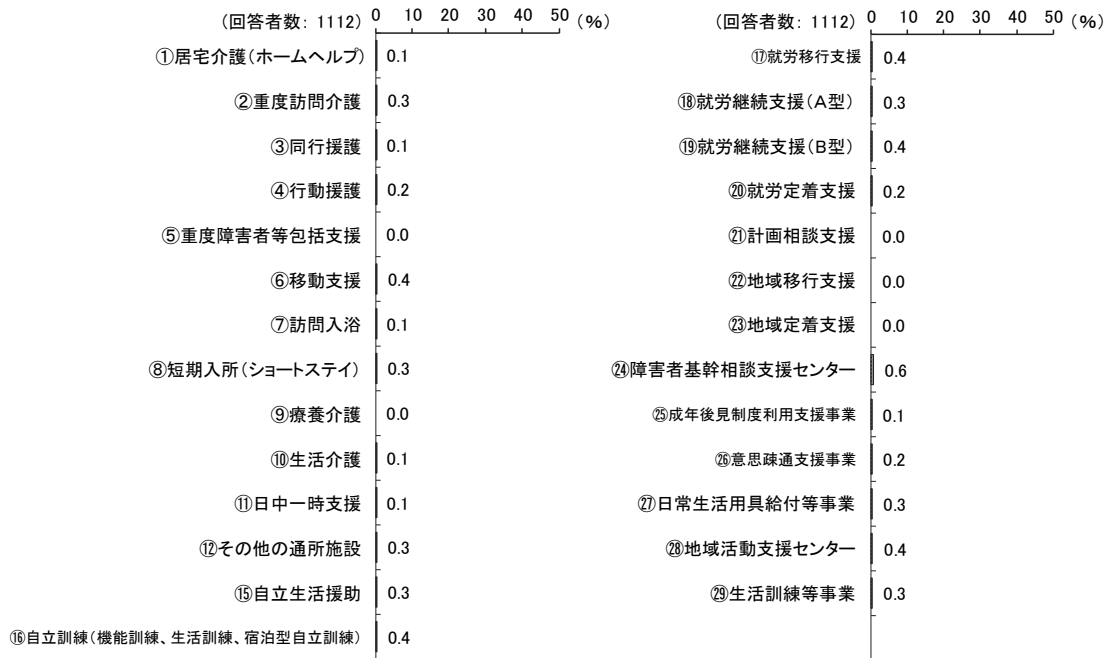 (回答者数: 1112) 0 10 20 30 40 50 (%)
①居宅介護(ホームヘルプ) 0.1
②重度訪問介護 0.3
③同行援護 0.1
④行動援護 0.2
⑤重度障害者等包括支援 0.0
⑥移動支援 0.4
⑦訪問入浴 0.1
⑧短期入所(ショートステイ) 0.3
⑨療養介護 0.0
⑩生活介護 0.1
⑪日中一時支援 0.1
⑫その他の通所施設 0.3
⑮自立生活援助 0.3
⑯自立訓練(機能訓練、生活訓練、宿泊型自立訓練) 0.4
(回答者数: 1112) 0 10 20 30 40 50 (%)
⑰就労移行支援 0.4
⑱就労継続支援(A型) 0.3
⑲就労継続支援(B型) 0.4
⑳就労定着支援 0.2
㉑計画相談支援 0.0
㉒地域移行支援 0.0
㉓地域定着支援 0.0
㉔障害者基幹相談支援センター 0.6
㉕成年後見制度利用支援事業 0.1
㉖意思疎通支援事業 0.2
㉗日常生活用具給付等事業 0.3
㉘地域活動支援センター 0.4
㉙生活訓練等事業 0.3